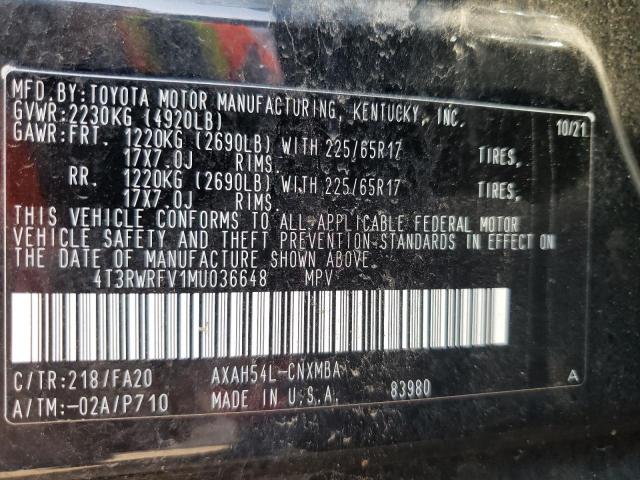 MFD.BY:TOYOTA MOTOR MANUFACTURING, KENTUCKY, INC.
GVWR:2230KG (4920LB) 10/21
GAWR:FRT. 1220KG (2690LB) WITH 225/65R17 TIRES,
17X7.0J RIMS.
RR. 1220KG (2690LB) WITH 225/65R17 TIRES,
17X7.0J RIMS.
THIS VEHICLE CONFORMS TO ALL APPLICABLE FEDERAL MOTOR
VEHICLE SAFETY AND THEFT PREVENTION STANDARDS IN EFFECT ON
THE DATE OF MANUFACTURE SHOWN ABOVE.
4T3RWRFV1MU036648 MPV
C/TR:218/FA20 AXAH54L-CNXMBA A
A/TM:-02A/P710 MADE IN U.S.A. 83980